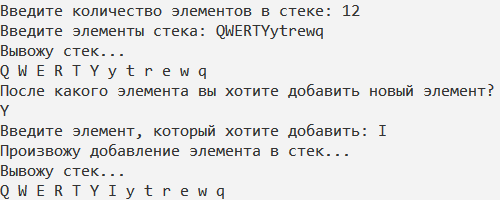 Введите количество элементов в стеке: 12
Введите элементы стека: QWERTYytrewq
Вывожу стек...
Q W E R T Y y t r e w q
После какого элемента вы хотите добавить новый элемент?
Y
Введите элемент, который хотите добавить: I
Произвожу добавление элемента в стек...
Вывожу стек...
Q W E R T Y I y t r e w q